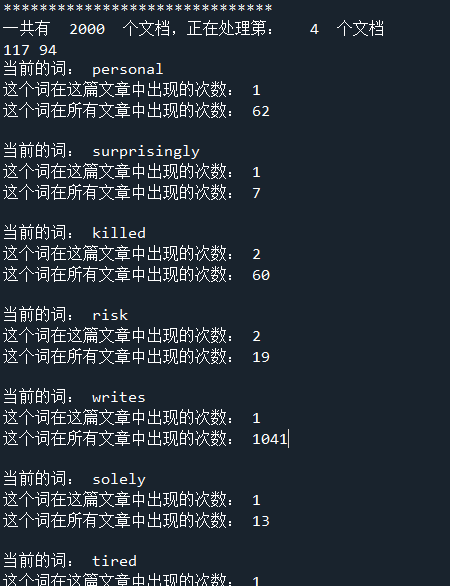 ******************************
一共有  2000  个文档，正在处理第：   4  个文档
117 94
当前的词： personal
这个词在这篇文章中出现的次数： 1
这个词在所有文章中出现的次数： 62
当前的词： surprisingly
这个词在这篇文章中出现的次数： 1
这个词在所有文章中出现的次数： 7
当前的词： killed
这个词在这篇文章中出现的次数： 2
这个词在所有文章中出现的次数： 60
当前的词： risk
这个词在这篇文章中出现的次数： 2
这个词在所有文章中出现的次数： 19
当前的词： writes
这个词在这篇文章中出现的次数： 1
这个词在所有文章中出现的次数： 1041
当前的词： solely
这个词在这篇文章中出现的次数： 1
这个词在所有文章中出现的次数： 13
当前的词： tired
这个词在这篇文章中出现的次数： 1